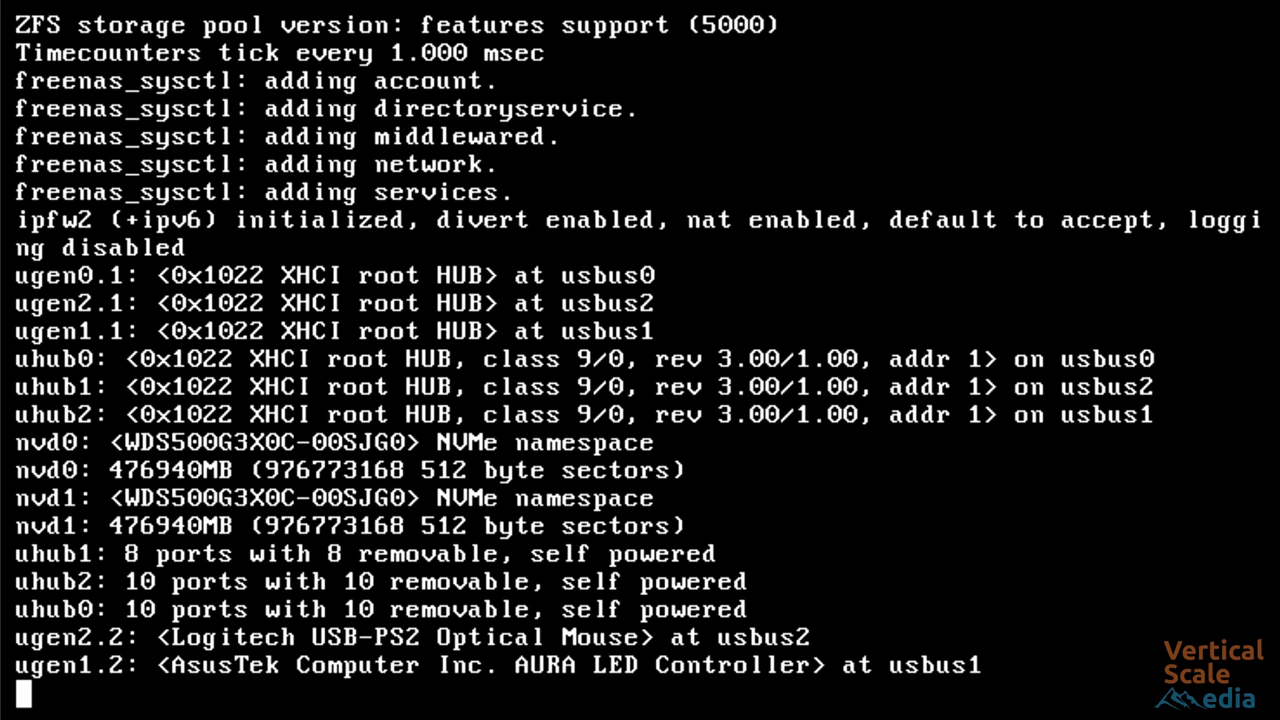 ZFS storage pool version: features support (5000)
Timecounters tick every 1.000 msec
freenas_sysctl: adding account.
freenas_sysctl: adding directoryservice.
freenas_sysctl: adding middlewared.
freenas_sysctl: adding network.
freenas_sysctl: adding services.
ipfw2 (+ipv6) initialized, divert enabled, nat enabled, default to accept, loggi
ng disabled
ugen0.1: <0x1022 XHCI root HUB> at usbus0
ugen2.1: <0x1022 XHCI root HUB> at usbus2
ugen1.1: <0x1022 XHCI root HUB> at usbus1
uhub0: <0x1022 XHCI root HUB, class 9/0, rev 3.00/1.00, addr 1> on usbus0
uhub1: <0x1022 XHCI root HUB, class 9/0, rev 3.00/1.00, addr 1> on usbus2
uhub2: <0x1022 XHCI root HUB, class 9/0, rev 3.00/1.00, addr 1> on usbus1
nvd0: <WDS500G3X0C-00SJG0> NVMe namespace
nvd0: 476940MB (976773168 512 byte sectors)
nvd1: <WDS500G3X0C-00SJG0> NVMe namespace
nvd1: 476940MB (976773168 512 byte sectors)
uhub1: 8 ports with 8 removable, self powered
uhub2: 10 ports with 10 removable, self powered
uhub0: 10 ports with 10 removable, self powered
ugen2.2: <Logitech USB-PS2 Optical Mouse> at usbus2
ugen1.2: <AsusTek Computer Inc. AURA LED Controller> at usbus1
Vertical
Scale
Media